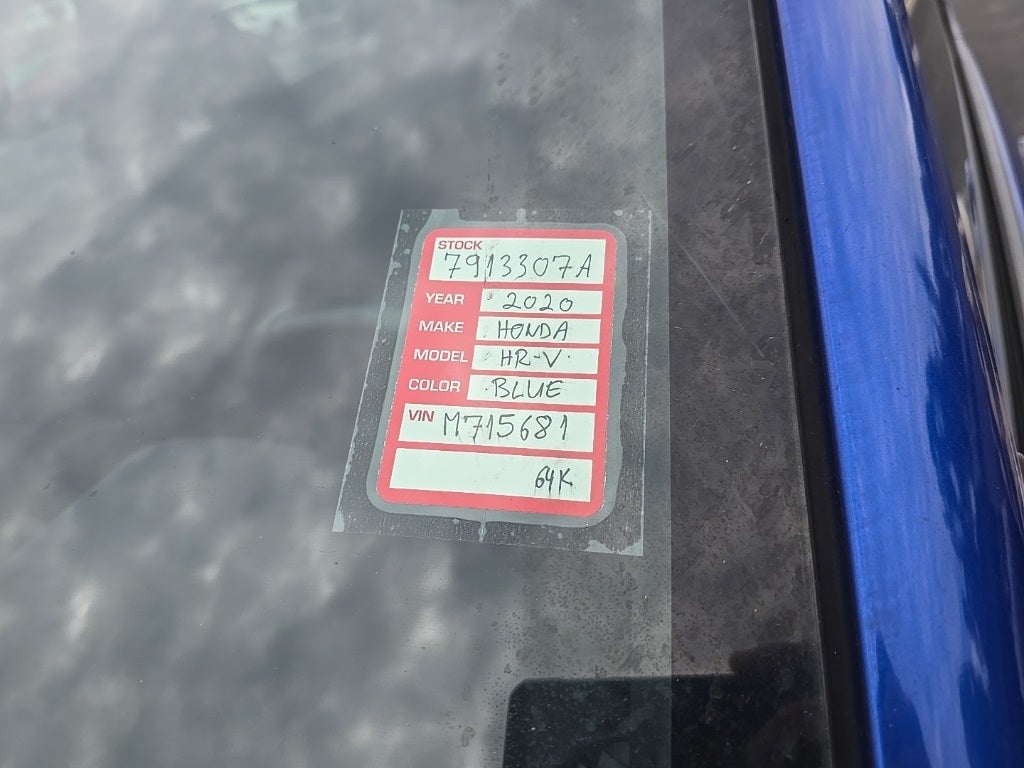 STOCK
7913307A
YEAR 2020
MAKE HONDA
MODEL HR-V
COLOR BLUE
VIN M715681
64K